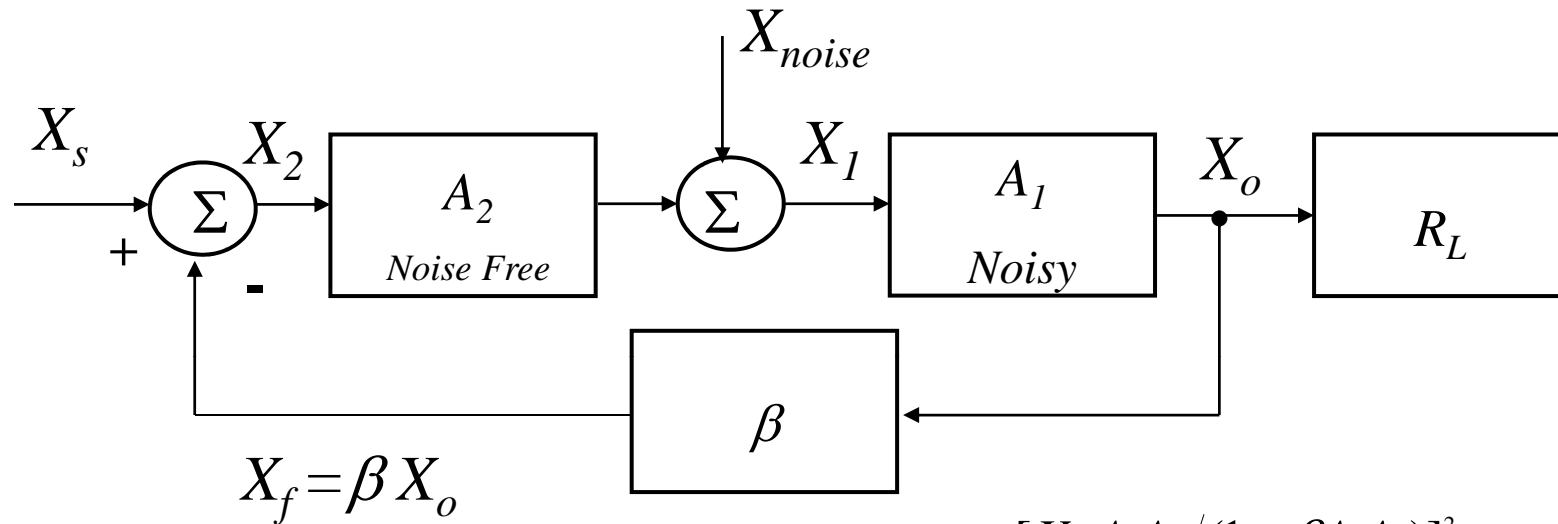 X_noise
X_s
X_2
A_2
Noise Free
X_1
A_1
Noisy
X_o
R_L
Σ
Σ
+
-
β
X_f = β X_o